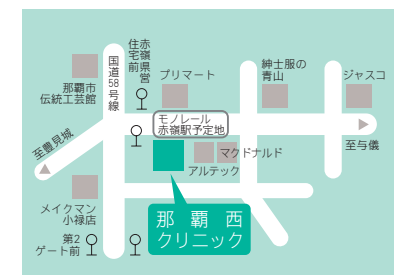 赤嶺県営
住宅前
国道58号線
那覇市
伝統工芸館
プリマート
紳士服の
青山
ジャスコ
モノレール
赤嶺駅予定地
至豊見城
マクドナルド
アルテック
至与儀
メイクマン
小禄店
那覇西
クリニック
第2
ゲート前